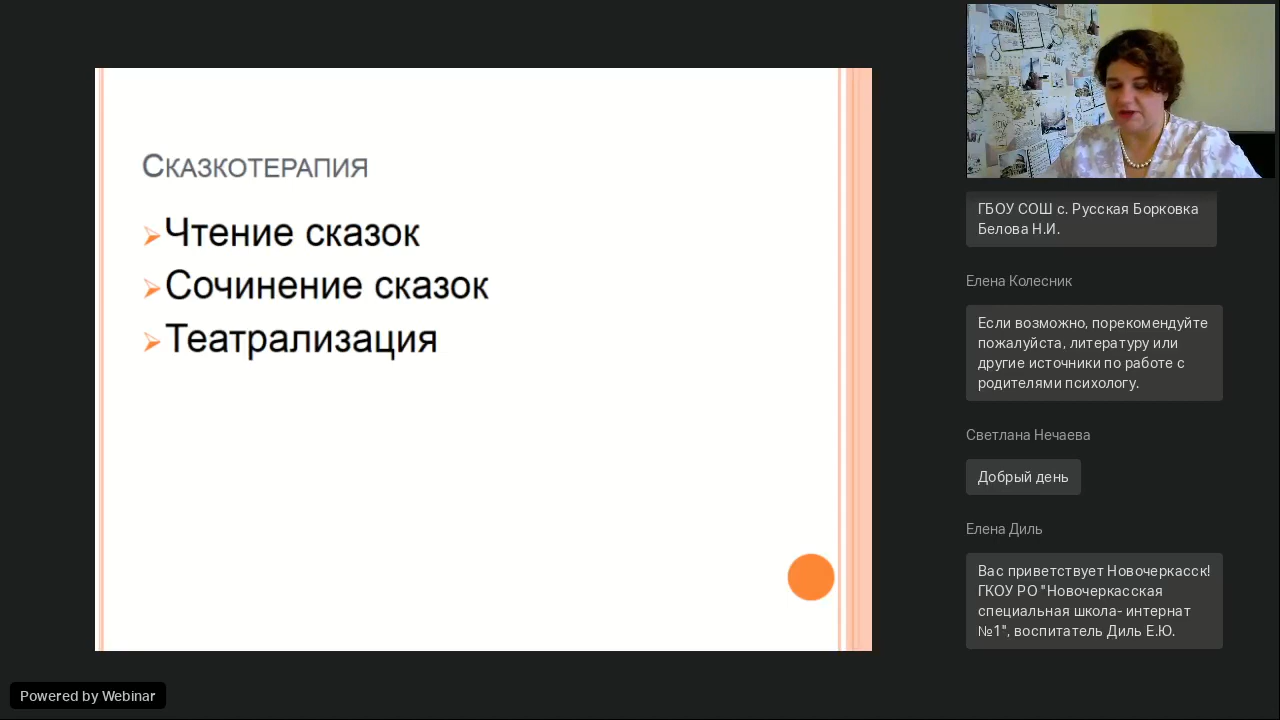 Сказкотерапия
Чтение сказок
Сочинение сказок
Театрализация
ГБОУ СОШ с. Русская Борковка
Белова Н.И.
Елена Колесник
Если возможно, порекомендуйте
пожалуйста, литературу или
другие источники по работе с
родителями психологу.
Светлана Нечаева
Добрый день
Елена Диль
Вас приветствует Новочеркасск!
ГКОУ РО "Новочеркасская
специальная школа- интернат
№1", воспитатель Диль Е.Ю.
Powered by Webinar